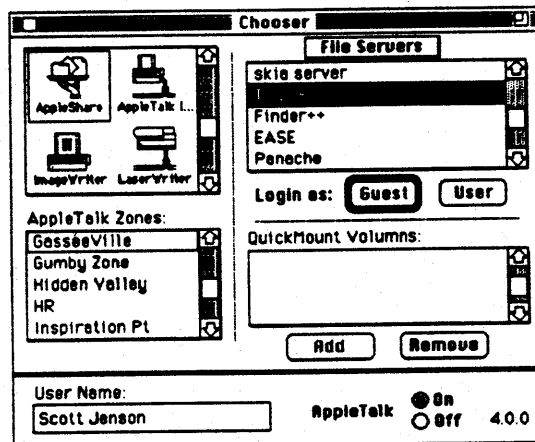 Chooser
AppleShare
AppleTalk I...
ImageWriter
LaserWriter
AppleTalk Zones:
GasséeVille
Gumby Zone
Hidden Valley
HR
Inspiration Pt
File Servers
skia server
Finder++
EASE
Panache
Login as: Guest User
QuickMount Volumns:
Add Remove
User Name:
Scott Jenson
AppleTalk
On
Off
4.0.0